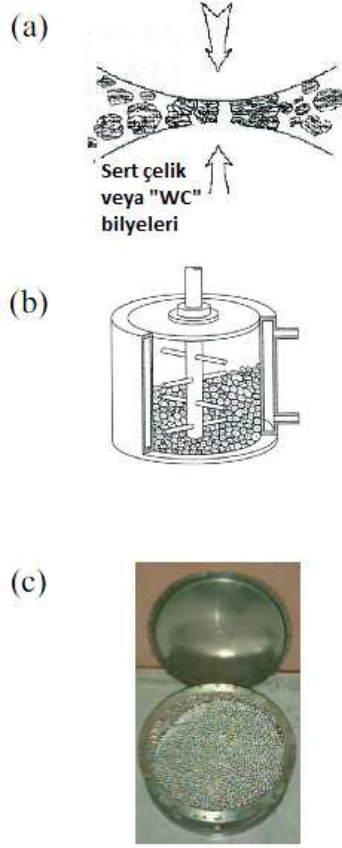 (a)
Sert çelik
veya "WC"
bilyeleri
(b)
(c)